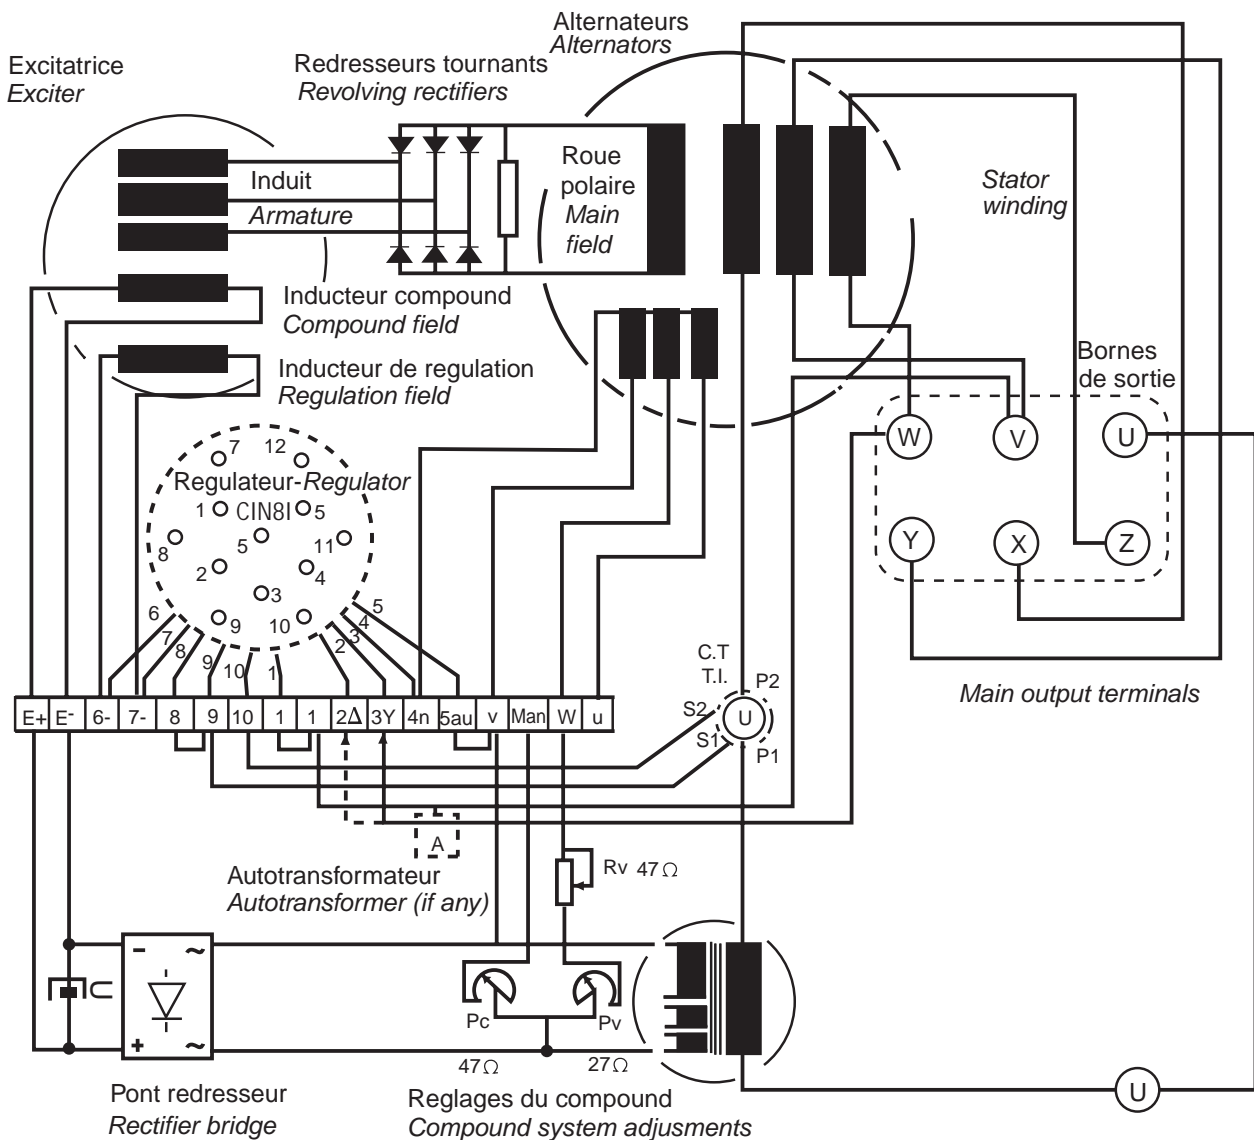 Alternateurs
Alternators
Excitatrice
Exciter
Redresseurs tournants
Revolving rectifiers
Induit
Armature
Roue
polaire
Main
field
Stator
winding
Inducteur compound
Compound field
Inducteur de regulation
Regulation field
Bornes
de sortie
W
V
U
Y
X
Z
7
12
Regulateur-Regulator
1
CIN8I
5
8
5
11
2
4
3
9
10
6
7
8
9
10
1
2
3
4
5
C.T
T.I.
P2
S2
U
S1
P1
Main output terminals
E+
E-
6-
7-
8
9
10
1
1
2Δ
3Y
4n
5au
v
Man
W
u
A
Autotransformateur
Autotransformer (if any)
Rv 47Ω
-
~
C
+
~
Pc
Pv
47Ω
27Ω
U
Pont redresseur
Rectifier bridge
Reglages du compound
Compound system adjusments